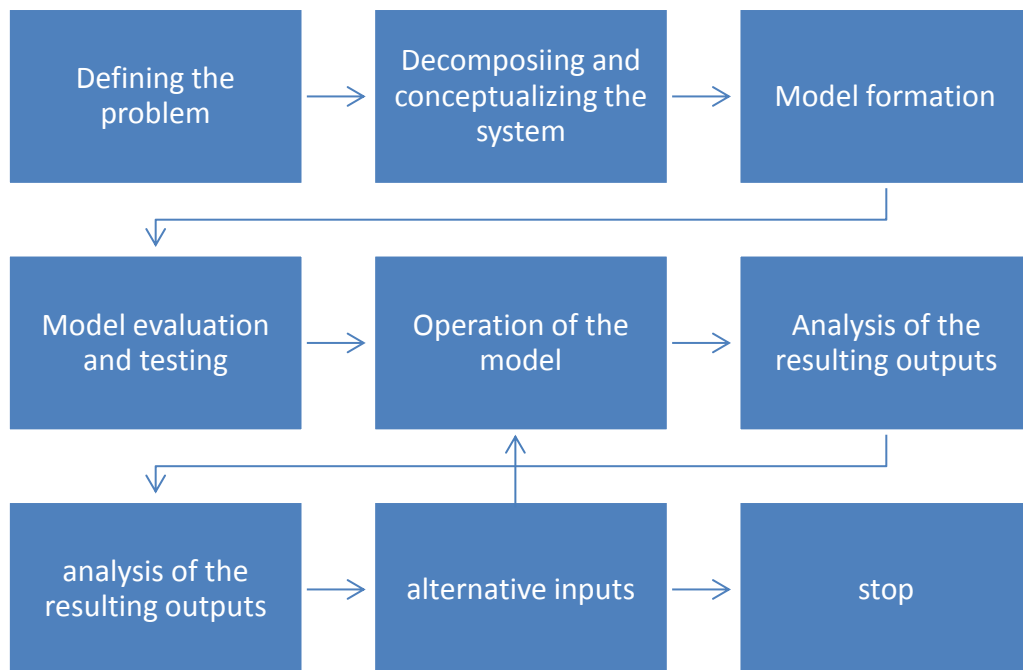 Defining the
problem
Decomposiing and
conceptualizing the
system
Model formation
Model evaluation
and testing
Operation of the
model
Analysis of the
resulting outputs
analysis of the
resulting outputs
alternative inputs
stop